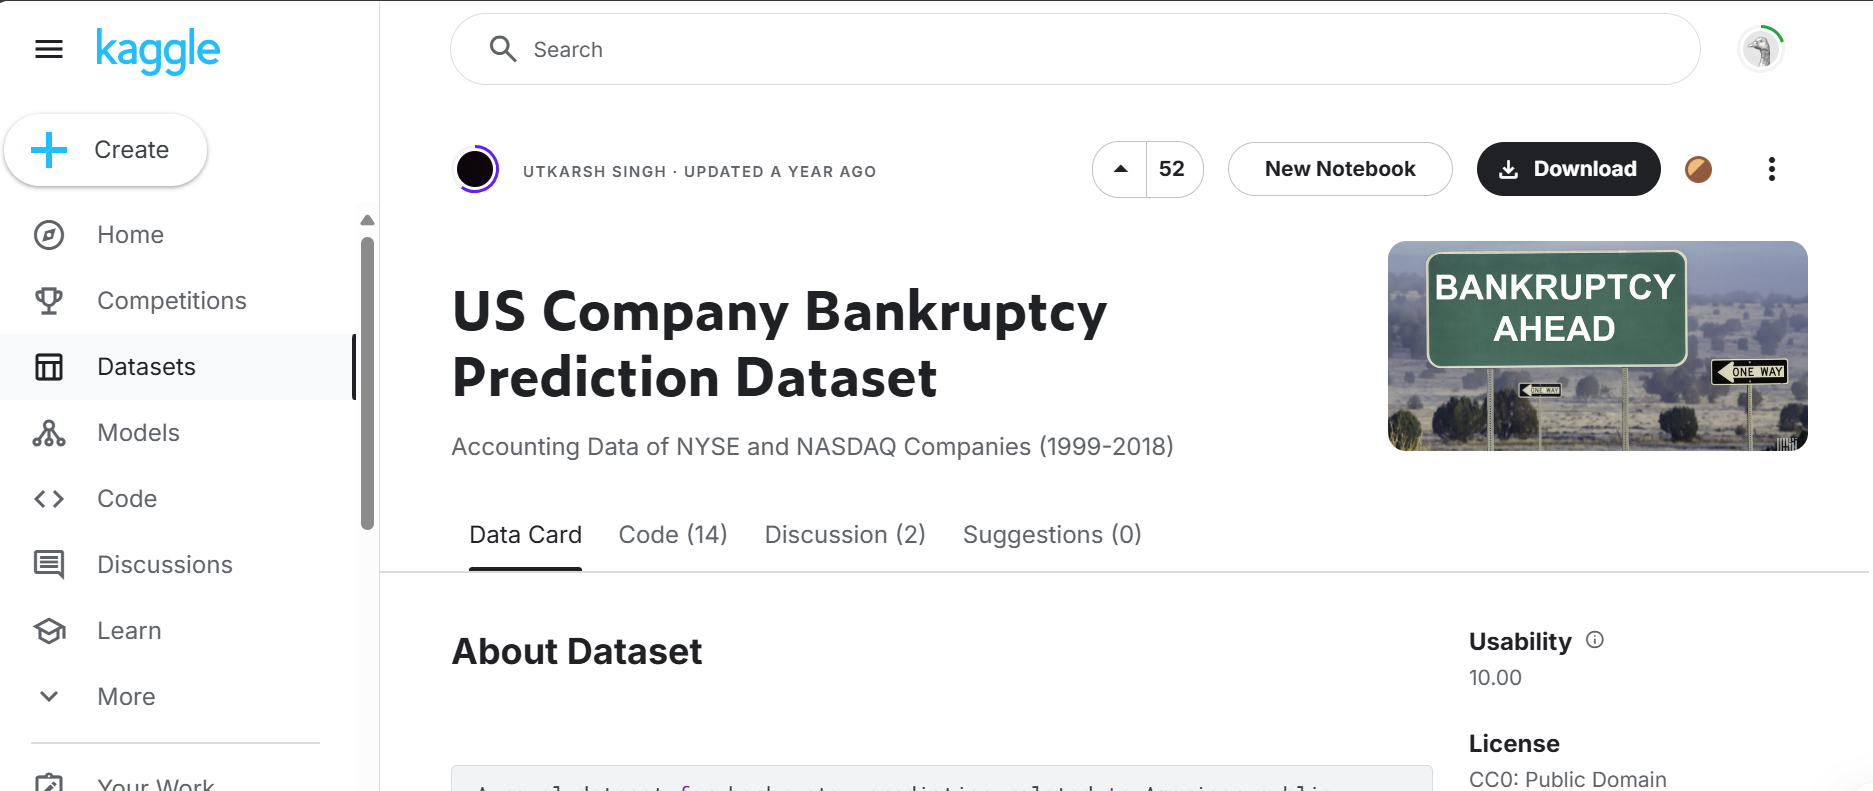 kaggle
Search
Create
Home
Competitions
Datasets
Models
Code
Discussions
Learn
More
Your Work
UTKARSH SINGH · UPDATED A YEAR AGO
52
New Notebook
Download
US Company Bankruptcy
Prediction Dataset
Accounting Data of NYSE and NASDAQ Companies (1999-2018)
BANKRUPTCY
AHEAD
ONE WAY
ONE WAY
Data Card
Code (14)
Discussion (2)
Suggestions (0)
About Dataset
Usability
10.00
License
CC0: Public Domain